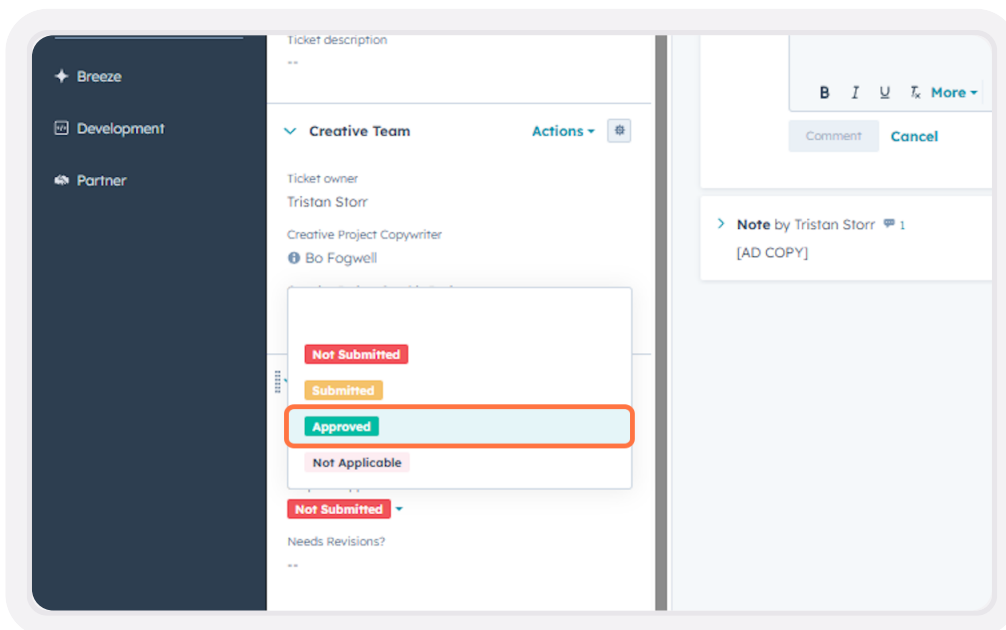 Breeze
Development
Partner
Ticket description
--
Creative Team
Actions
Ticket owner
Tristan Storr
Creative Project Copywriter
Bo Fogwell
Not Submitted
Submitted
Approved
Not Applicable
Not Submitted
Needs Revisions?
--
B I U Tx More
Comment Cancel
Note by Tristan Storr 1
[AD COPY]